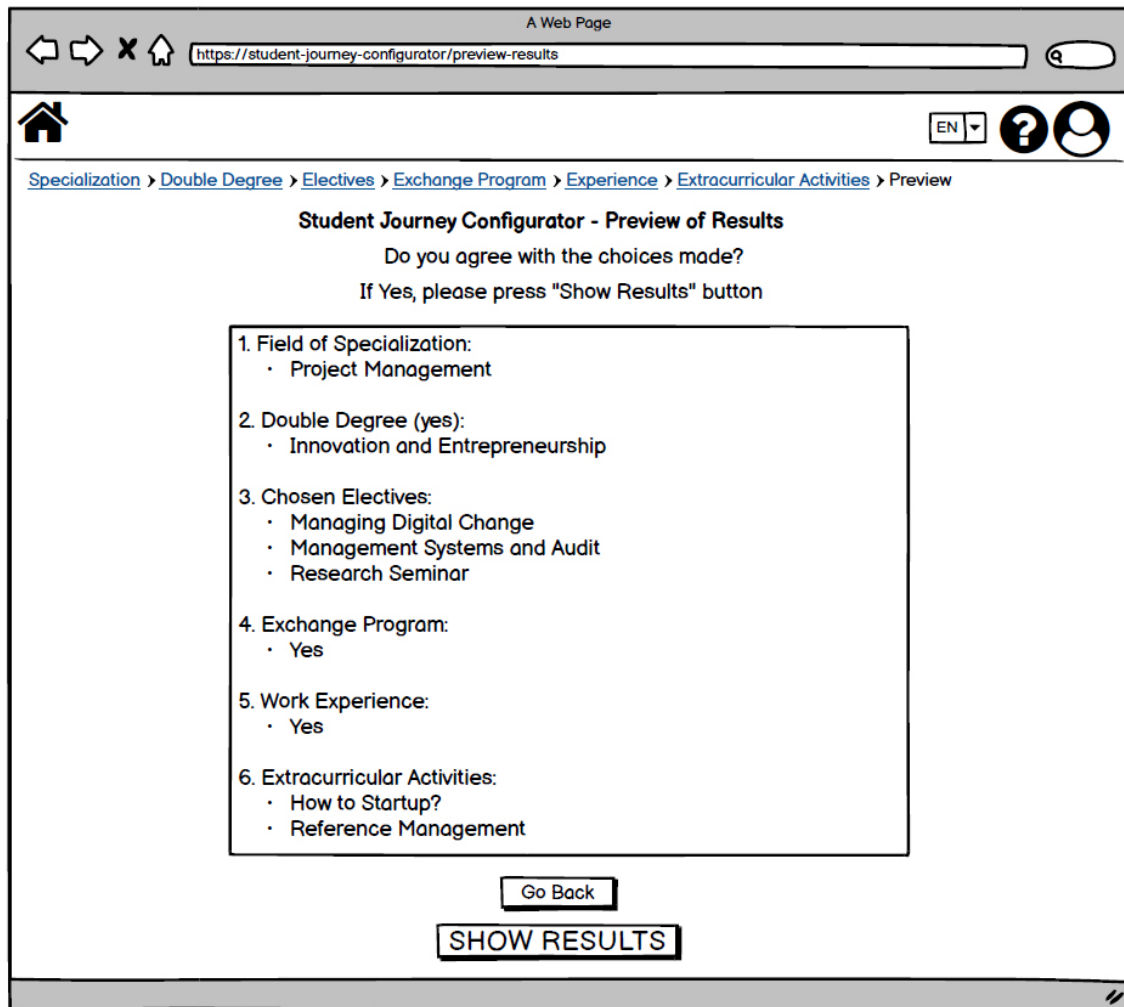 A Web Page
https://student-journey-configurator/preview-results
EN
?
Specialization > Double Degree > Electives > Exchange Program > Experience > Extracurricular Activities > Preview
Student Journey Configurator - Preview of Results
Do you agree with the choices made?
If Yes, please press "Show Results" button
1. Field of Specialization:
· Project Management
2. Double Degree (yes):
· Innovation and Entrepreneurship
3. Chosen Electives:
· Managing Digital Change
· Management Systems and Audit
· Research Seminar
4. Exchange Program:
· Yes
5. Work Experience:
· Yes
6. Extracurricular Activities:
· How to Startup?
· Reference Management
Go Back
SHOW RESULTS